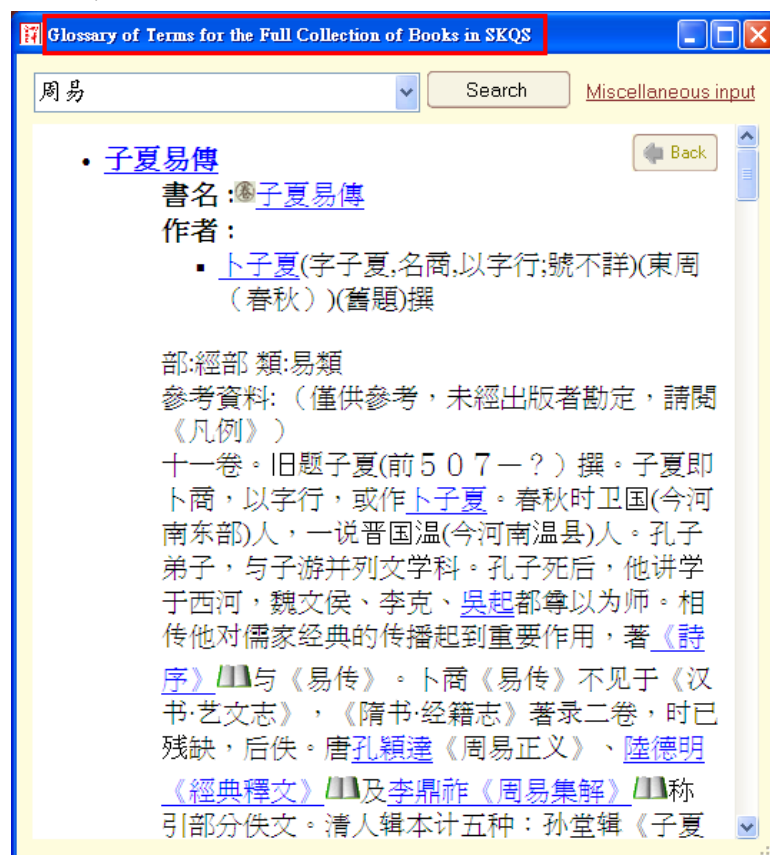 Glossary of Terms for the Full Collection of Books in SKQS
周易
Search
Miscellaneous input
Back
• 子夏易傳
書名 : 子夏易傳
作者 :
▪ 卜子夏(字子夏,名商,以字行;號不詳)(東周
（春秋）)(舊題)撰
部:經部 類:易類
參考資料: （僅供參考，未經出版者勘定，請閱
《凡例》）
十一卷。旧题子夏(前５０７－？）撰。子夏即
卜商，以字行，或作卜子夏。春秋时卫国(今河
南东部)人，一说晋国温(今河南温县)人。孔子
弟子，与子游并列文学科。孔子死后，他讲学
于西河，魏文侯、李克、吳起都尊以为师。相
传他对儒家经典的传播起到重要作用，著《詩
序》与《易传》。卜商《易传》不见于《汉
书·艺文志》，《隋书·经籍志》著录二卷，时已
残缺，后佚。唐孔穎達《周易正义》、陸德明
《經典釋文》及李鼎祚《周易集解》称
引部分佚文。清人辑本计五种：孙堂辑《子夏